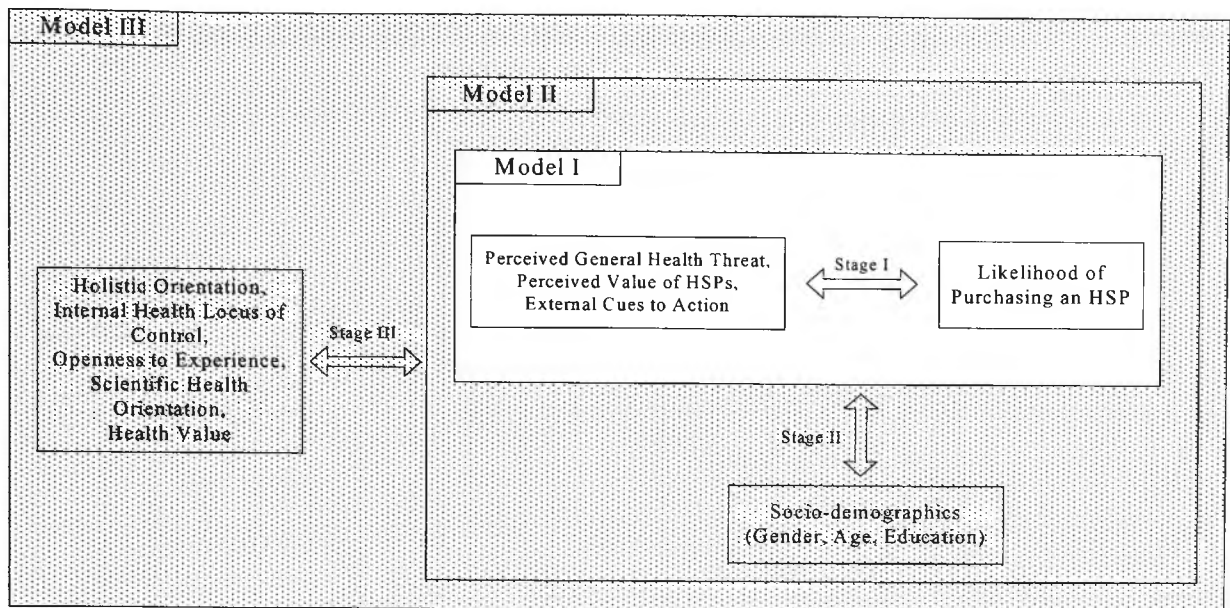 Model III
Model II
Model I
Perceived General Health Threat,
Perceived Value of HSPs,
External Cues to Action
Stage I
Likelihood of
Purchasing an HSP
Holistic Orientation,
Internal Health Locus of
Control,
Openness to Experience,
Scientific Health
Orientation,
Health Value
Stage III
Stage II
Socio-demographics
(Gender, Age, Education)